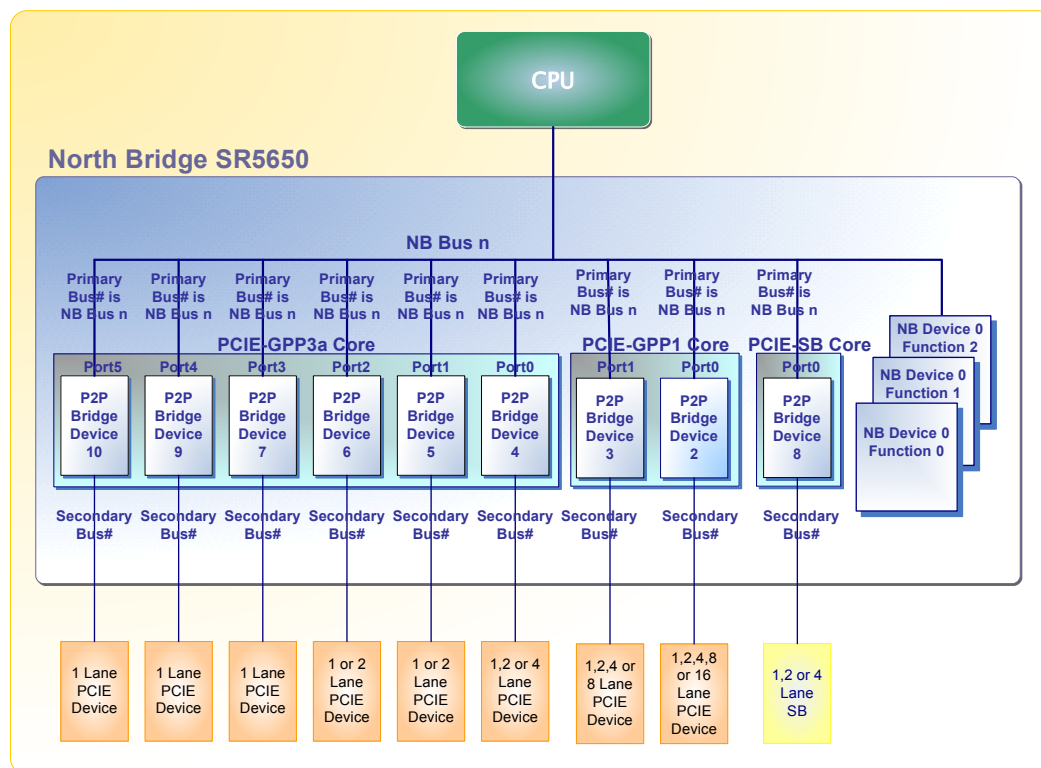 CPU
North Bridge SR5650
NB Bus n
Primary
Bus# is
NB Bus n
Primary
Bus# is
NB Bus n
Primary
Bus# is
NB Bus n
Primary
Bus# is
NB Bus n
Primary
Bus# is
NB Bus n
Primary
Bus# is
NB Bus n
Primary
Bus# is
NB Bus n
Primary
Bus# is
NB Bus n
Primary
Bus# is
NB Bus n
NB Device 0
Function 2
NB Device 0
Function 1
NB Device 0
Function 0
PCIE-GPP3a Core
Port5
P2P
Bridge
Device
10
Port4
P2P
Bridge
Device
9
Port3
P2P
Bridge
Device
7
Port2
P2P
Bridge
Device
6
Port1
P2P
Bridge
Device
5
Port0
P2P
Bridge
Device
4
PCIE-GPP1 Core
Port1
P2P
Bridge
Device
3
Port0
P2P
Bridge
Device
2
PCIE-SB Core
Port0
P2P
Bridge
Device
8
Secondary
Bus#
Secondary
Bus#
Secondary
Bus#
Secondary
Bus#
Secondary
Bus#
Secondary
Bus#
Secondary
Bus#
Secondary
Bus#
Secondary
Bus#
1 Lane
PCIE
Device
1 Lane
PCIE
Device
1 Lane
PCIE
Device
1 or 2
Lane
PCIE
Device
1 or 2
Lane
PCIE
Device
1,2 or 4
Lane
PCIE
Device
1,2,4 or
8 Lane
PCIE
Device
1,2,4,8
or 16
Lane
PCIE
Device
1,2 or 4
Lane
SB